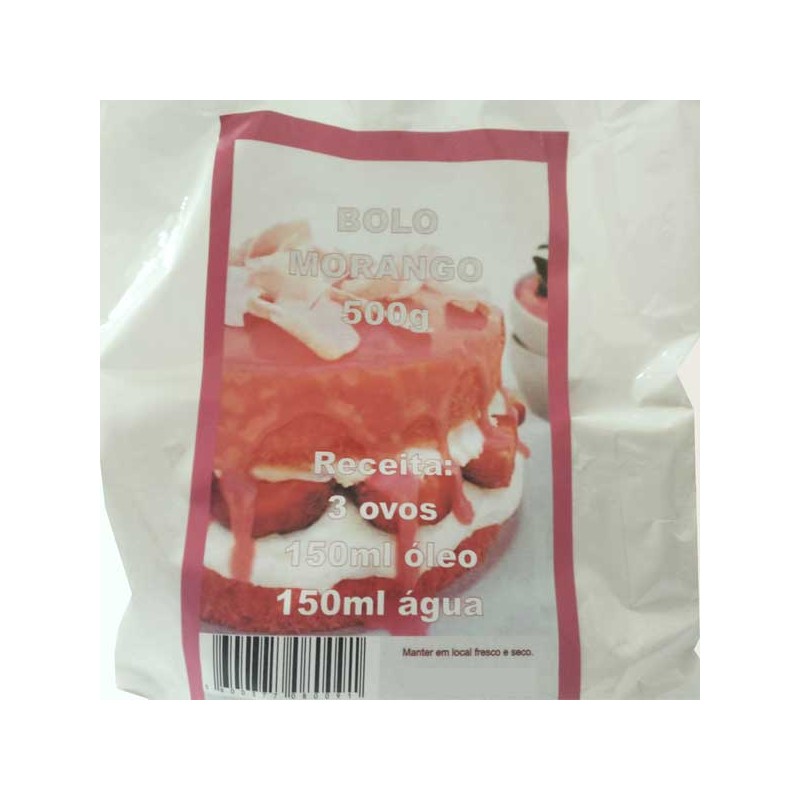 BOLO
MORANGO
500g
Receita:
3 ovos
150ml óleo
150ml água
Manter em local fresco e seco.